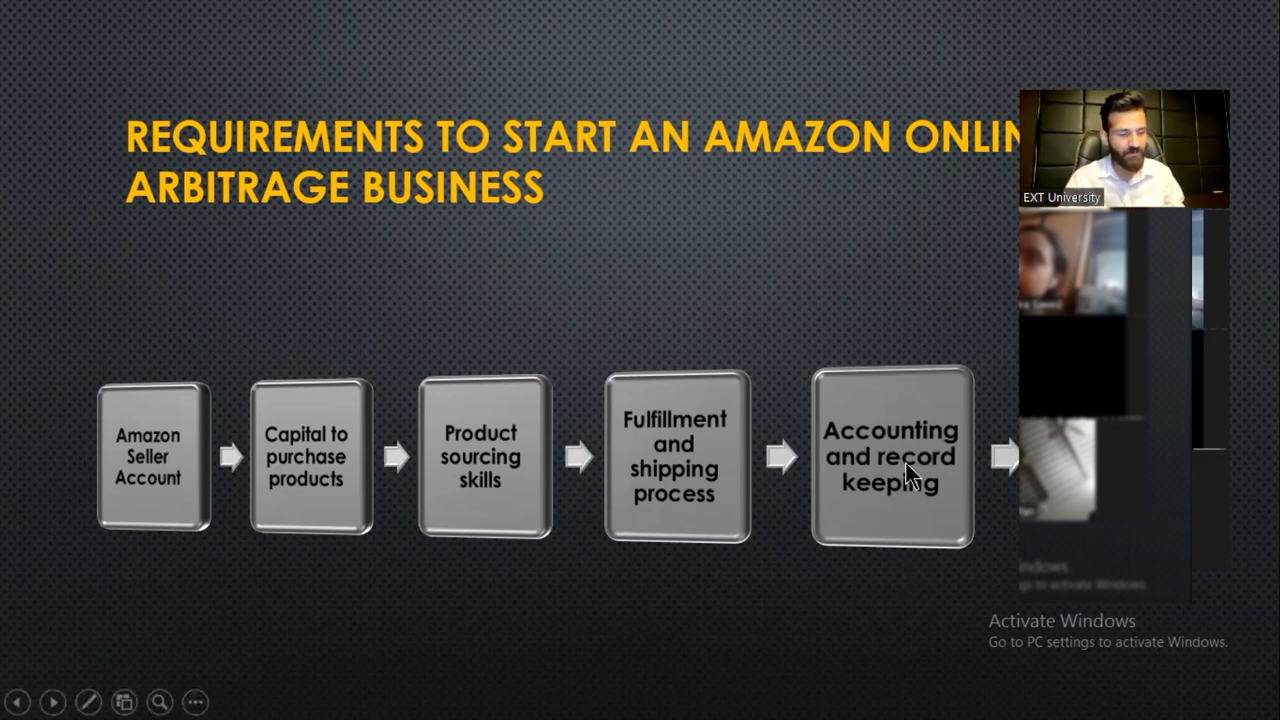 REQUIREMENTS TO START AN AMAZON ONLIN
ARBITRAGE BUSINESS
EXT University
Amazon
Seller
Account
Capital to
purchase
products
Product
sourcing
skills
Fulfillment
and
shipping
process
Accounting
and record
keeping
Activate Windows
Go to PC settings to activate Windows.